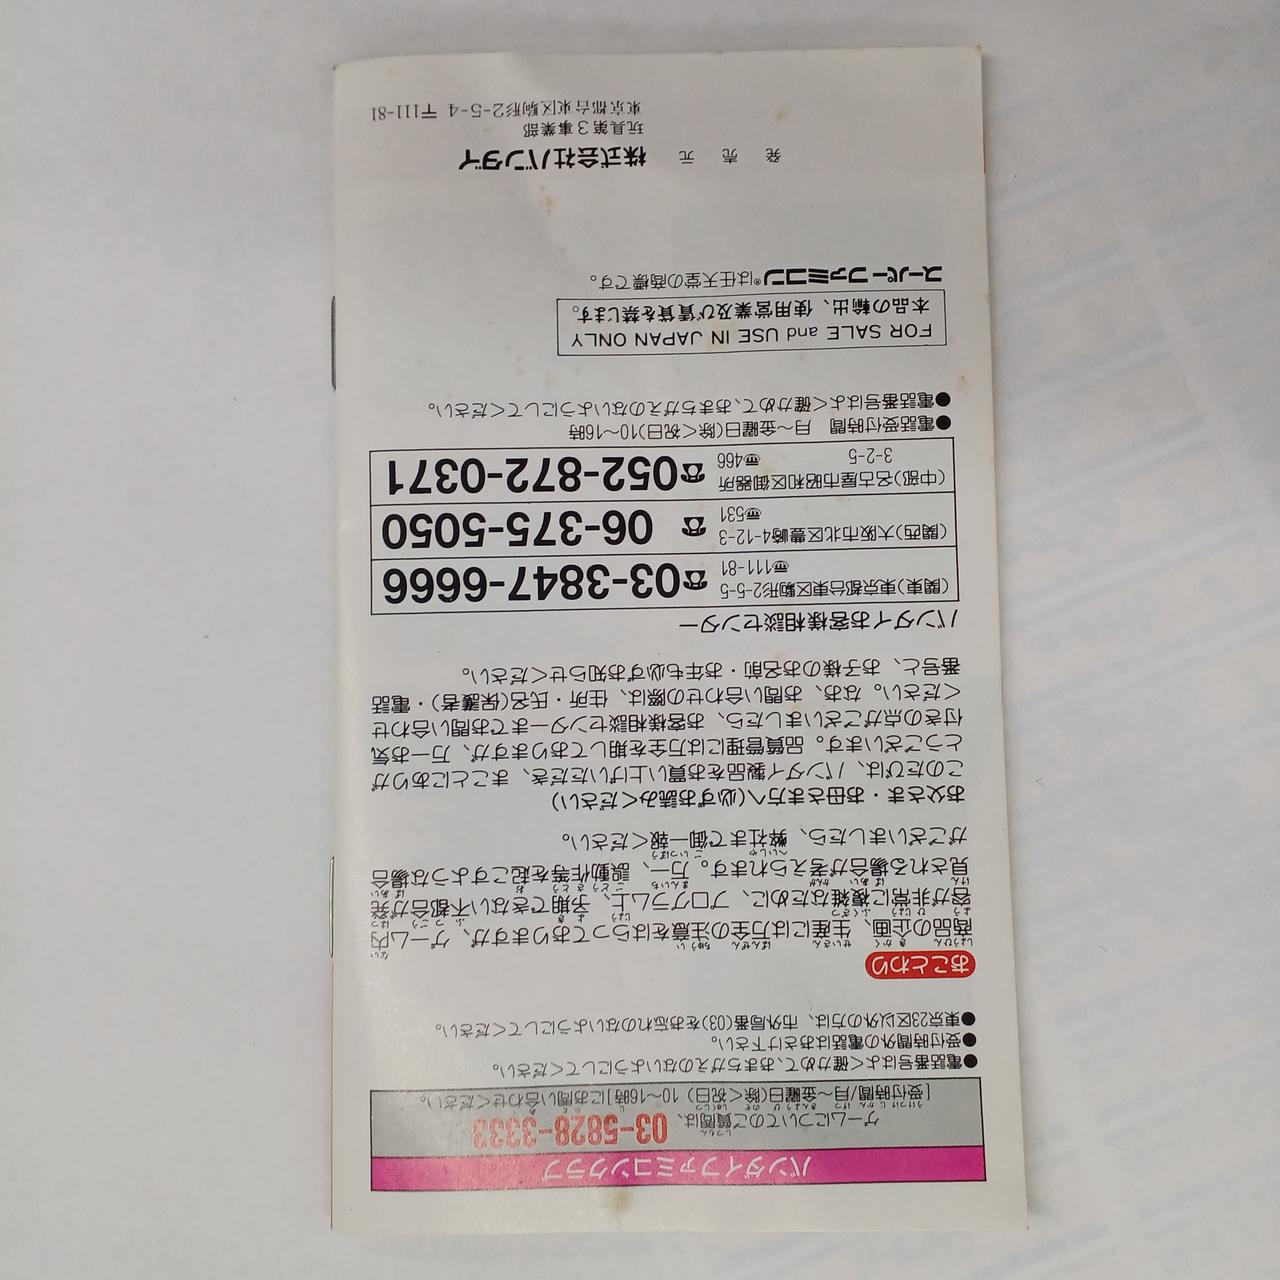 バンダイファミコンクラブ
ゲームについてのご質問は、 03-5828-3333
[受付時間/月〜金曜日(除く祝日) 10〜16時]にお問い合わせください。
●電話番号はよく確かめて、おまちがえのないようにしてください。
●受付時間外の電話はおさけ下さい。
●東京23区以外の方は、市外局番(03)をお忘れのないようにしてください。
おことわり
商品の企画、生産には万全の注意をはらっておりますが、ゲーム内
容が非常に複雑なために、プログラム上、予期できない不都合が発
見される場合が考えられます。万一、誤動作等を起こすような場合
がございましたら、弊社まで御一報ください。
お父さま・お母さま方へ(必ずお読みください)
このたびは、バンダイ製品をお買い上げいただき、まことにありが
とうございます。品質管理には万全を期しておりますが、万一お気
付きの点がございましたら、お客様相談センターまでお問い合わせ
ください。なお、お問い合わせの際は、住所・氏名(保護者)・電話
番号と、お子様のお名前・お年も必ずお知らせください。
バンダイお客様相談センター
(関東)東京都台東区駒形2-5-5 〒111-81 ☎03-3847-6666
(関西)大阪市北区豊崎4-12-3 〒531 ☎06-375-5050
(中部)名古屋市昭和区御器所3-2-5 〒466 ☎052-872-0371
●電話受付時間 月〜金曜日(除く祝日)10〜16時
●電話番号はよく確かめて、おまちがえのないようにしてください。
FOR SALE and USE IN JAPAN ONLY
本品の輸出、使用営業及び賃貸を禁じます。
スーパーファミコン®は任天堂の商標です。
発売元 株式会社バンダイ
玩具第3事業部
東京都台東区駒形2-5-4 〒111-81